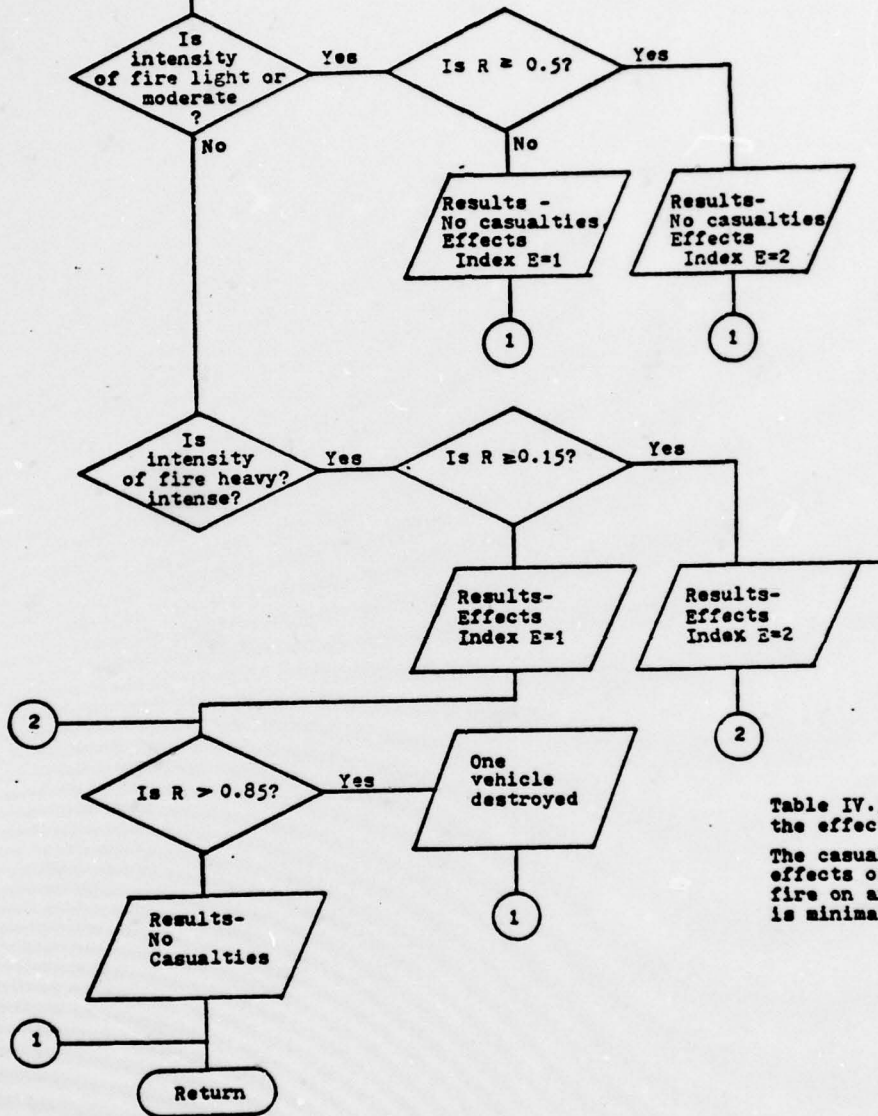 Is
intensity
of fire light or
moderate
?
Yes
Is R ≥ 0.5?
Yes
No
No
Results -
No casualties
Effects
Index E=1
Results-
No casualties
Effects
Index E=2
1
1
Is
intensity
of fire heavy?
intense?
Yes
Is R ≥0.15?
Yes
Results-
Effects
Index E=1
Results-
Effects
Index E=2
2
2
Is R > 0.85?
Yes
One
vehicle
destroyed
1
Table IV.
the effec
The casua
effects o
fire on a
is minima
Results-
No
Casualties
1
Return